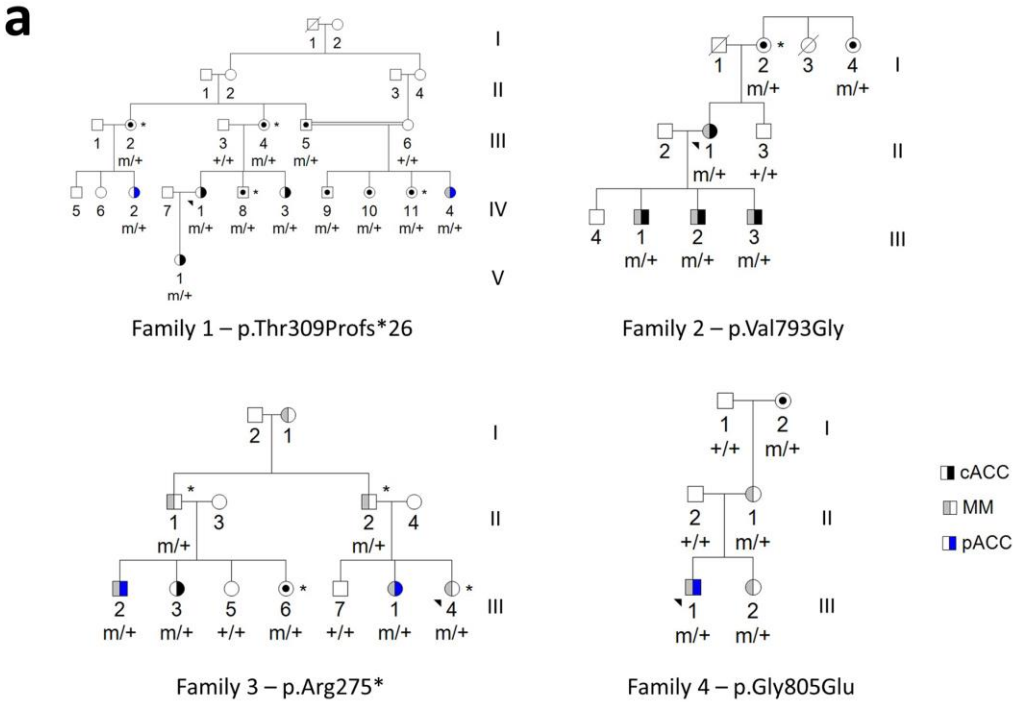 a
I
1 2
II
1 2 3 4
* *
III
1 2 3 4 5 6
m/+ +/+ m/+ m/+ +/+
* *
IV
5 6 2 7 1 8 3 9 10 11 4
m/+ m/+ m/+ m/+ m/+ m/+ m/+ m/+
V
1
m/+
Family 1 – p.Thr309Profs*26
*
1 2 3 4 I
m/+ m/+
2 1 3 II
m/+ +/+
4 1 2 3 III
m/+ m/+ m/+
Family 2 – p.Val793Gly
I
2 1
* *
II
1 3 2 4
m/+ m/+
* *
III
2 3 5 6 7 1 4
m/+ m/+ +/+ m/+ +/+ m/+ m/+
Family 3 – p.Arg275*
1 2 I
+/+ m/+
2 1 II
+/+ m/+
1 2 III
m/+ m/+
Family 4 – p.Gly805Glu
cACC
MM
pACC